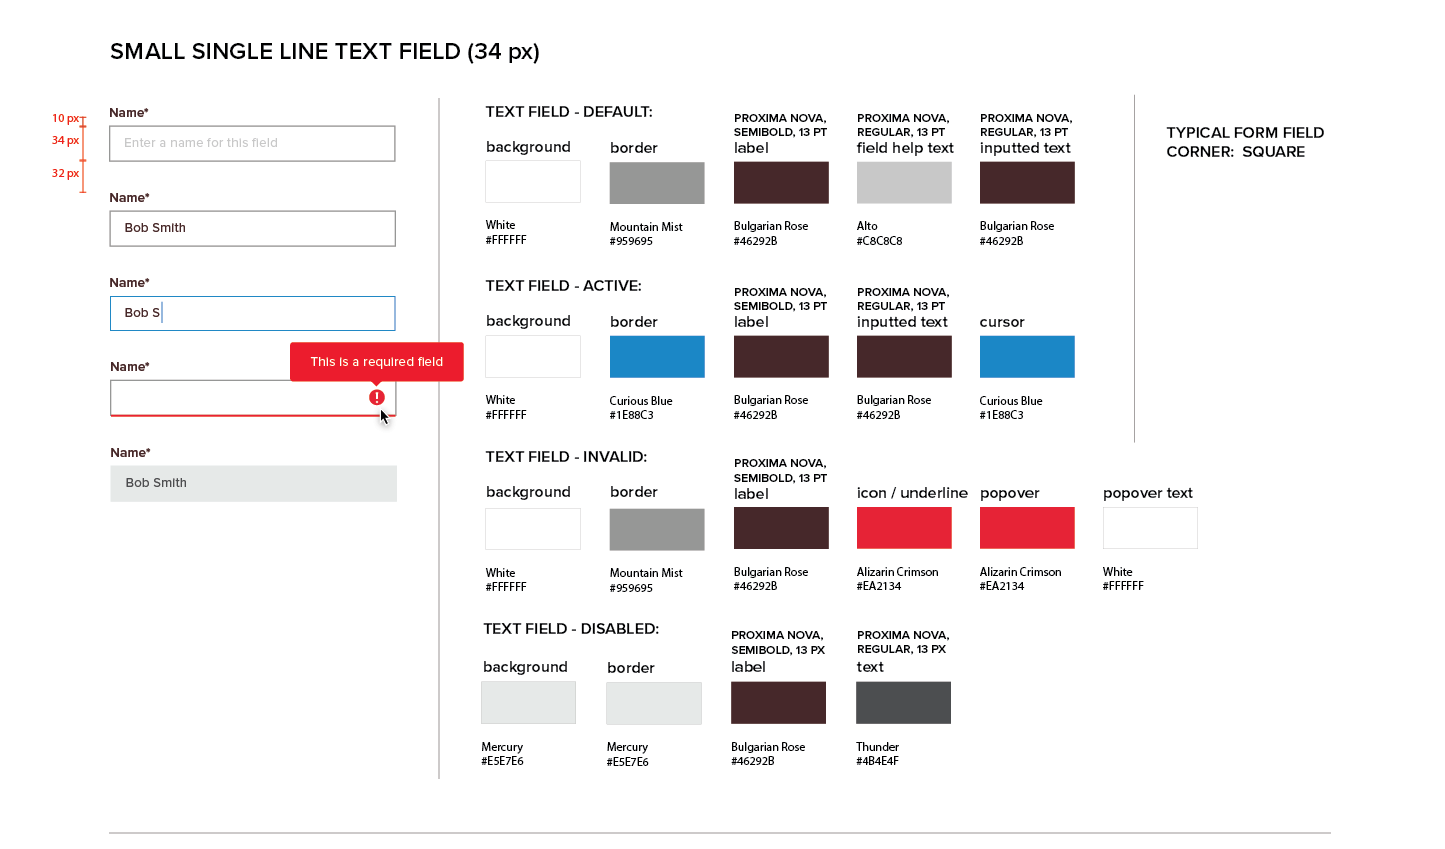 SMALL SINGLE LINE TEXT FIELD (34 px)
10 px
34 px
32 px
Name*
Enter a name for this field
Name*
Bob Smith
Name*
Bob S
Name*
This is a required field
!
Name*
Bob Smith
TEXT FIELD - DEFAULT:
background
White
#FFFFFF
border
Mountain Mist
#959695
PROXIMA NOVA,
SEMIBOLD, 13 PT
label
Bulgarian Rose
#46292B
PROXIMA NOVA,
REGULAR, 13 PT
field help text
Alto
#C8C8C8
PROXIMA NOVA,
REGULAR, 13 PT
inputted text
Bulgarian Rose
#46292B
TEXT FIELD - ACTIVE:
background
White
#FFFFFF
border
Curious Blue
#1E88C3
PROXIMA NOVA,
SEMIBOLD, 13 PT
label
Bulgarian Rose
#46292B
PROXIMA NOVA,
REGULAR, 13 PT
inputted text
Bulgarian Rose
#46292B
cursor
Curious Blue
#1E88C3
TEXT FIELD - INVALID:
background
White
#FFFFFF
border
Mountain Mist
#959695
PROXIMA NOVA,
SEMIBOLD, 13 PT
label
Bulgarian Rose
#46292B
icon / underline
Alizarin Crimson
#EA2134
popover
Alizarin Crimson
#EA2134
popover text
White
#FFFFFF
TEXT FIELD - DISABLED:
background
Mercury
#E5E7E6
border
Mercury
#E5E7E6
PROXIMA NOVA,
SEMIBOLD, 13 PX
label
Bulgarian Rose
#46292B
PROXIMA NOVA,
REGULAR, 13 PX
text
Thunder
#4B4E4F
TYPICAL FORM FIELD
CORNER:  SQUARE